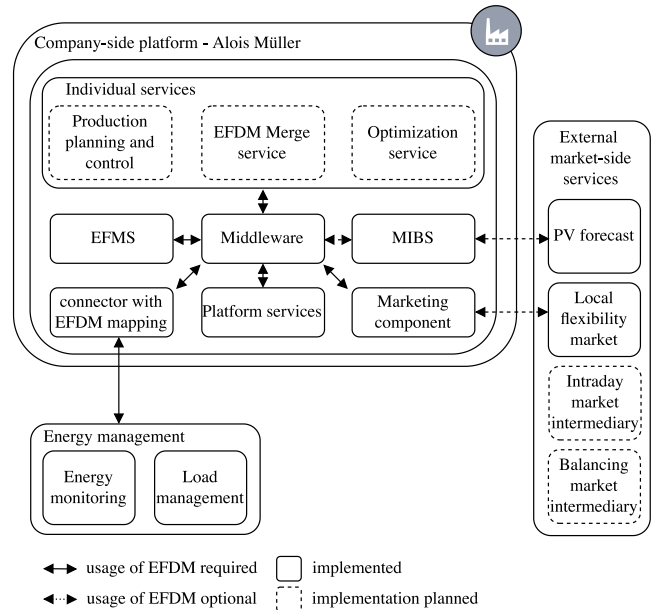 Company-side platform - Alois Müller
Individual services
Production
planning and
control
EFDM Merge
service
Optimization
service
EFMS
Middleware
MIBS
connector with
EFDM mapping
Platform services
Marketing
component
External
market-side
services
PV forecast
Local
flexibility
market
Intraday
market
intermediary
Balancing
market
intermediary
Energy management
Energy
monitoring
Load
management
usage of EFDM required
implemented
usage of EFDM optional
implementation planned